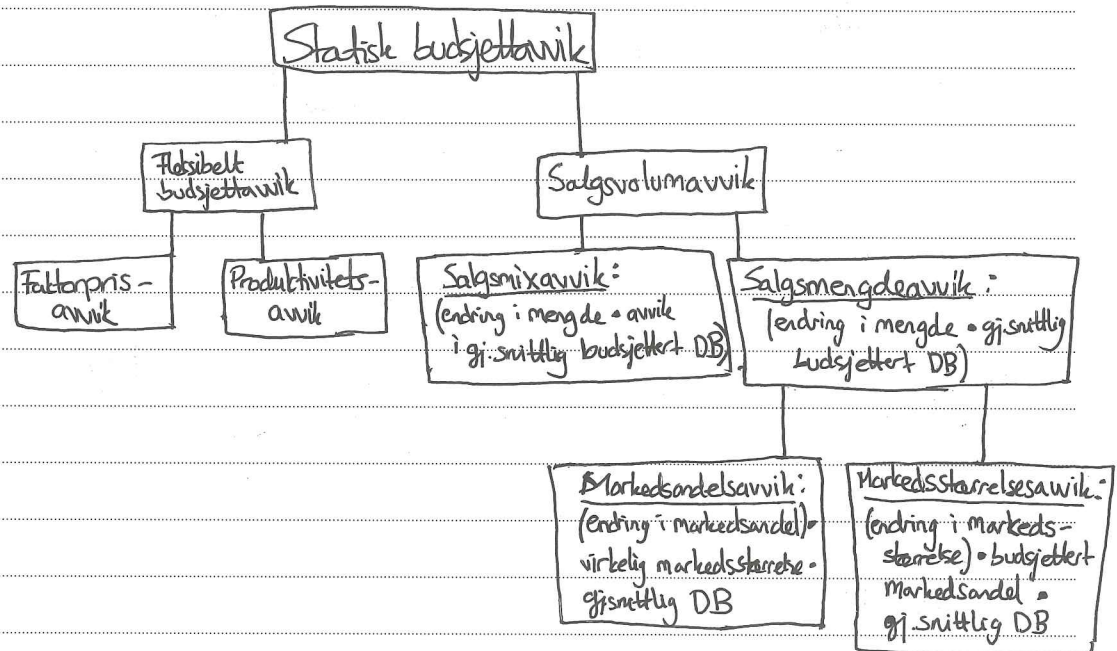 Statisk budsjettavvik
Fleksibelt
budsjettavvik
Salgsvolumavvik
Faktorpris-
avvik
Produktivitets-
avvik
Salgsmixavvik:
(endring i mengde • avvik
i gj.snittlig budsjettert DB)
Salgsmengdeavvik:
(endring i mengde • gj.snittlig
budsjettert DB)
Markedsandelsavvik:
(endring i markedsandel) •
virkelig markedsstørrelse •
gj.snittlig DB
Markedsstørrelsesavvik:
(endring i markeds-
størrelse) • budsjettert
markedsandel •
gj.snittlig DB